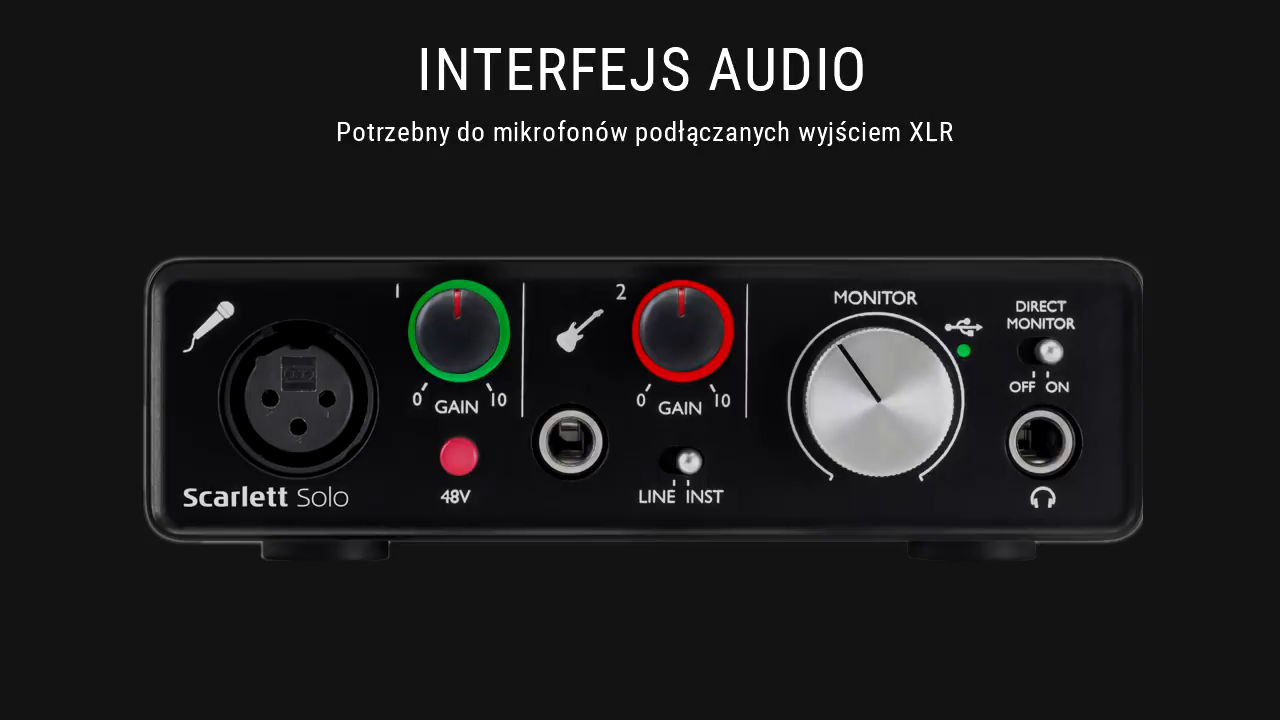 INTERFEJS AUDIO
Potrzebny do mikrofonów podłączanych wyjściem XLR
1
2
MONITOR
DIRECT
MONITOR
OFF ON
0 GAIN 10
0 GAIN 10
48V
LINE INST
Scarlett Solo